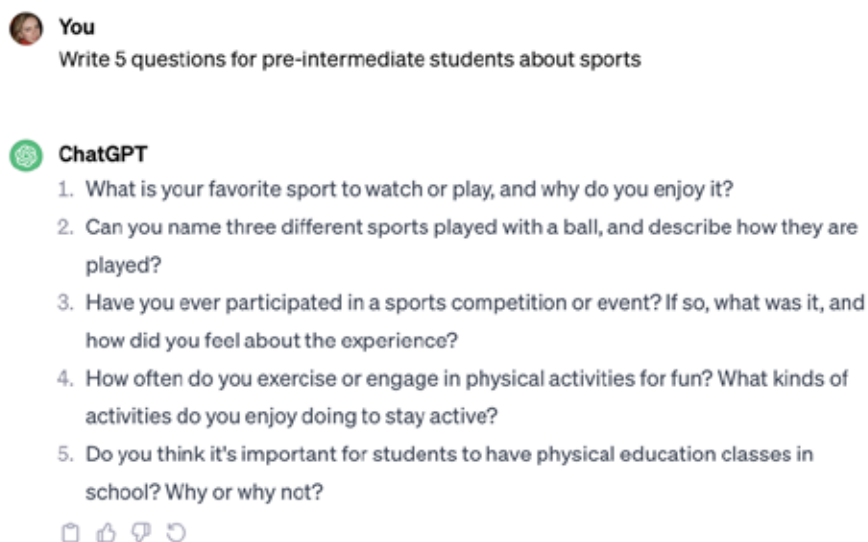 You
Write 5 questions for pre-intermediate students about sports
ChatGPT
1. What is your favorite sport to watch or play, and why do you enjoy it?
2. Can you name three different sports played with a ball, and describe how they are
played?
3. Have you ever participated in a sports competition or event? If so, what was it, and
how did you feel about the experience?
4. How often do you exercise or engage in physical activities for fun? What kinds of
activities do you enjoy doing to stay active?
5. Do you think it's important for students to have physical education classes in
school? Why or why not?